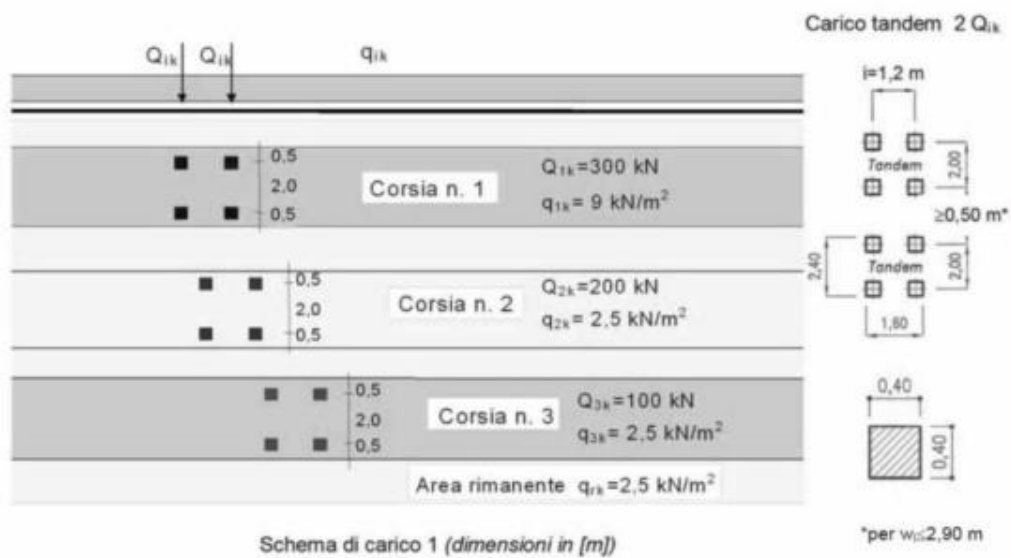 Carico tandem 2 Qik
Qik Qik qik
i=1,2 m
0,5
2,0
0,5
Corsia n. 1
Q1k=300 kN
q1k= 9 kN/m²
Tandem
2,00
≥0,50 m*
0,5
2,0
0,5
Corsia n. 2
Q2k=200 kN
q2k= 2,5 kN/m²
2,40
Tandem
2,00
1,60
0,5
2,0
0,5
Corsia n. 3
Q3k=100 kN
q3k= 2,5 kN/m²
0,40
0,40
Area rimanente qrk=2,5 kN/m²
Schema di carico 1 (dimensioni in [m])
*per wl≤2,90 m